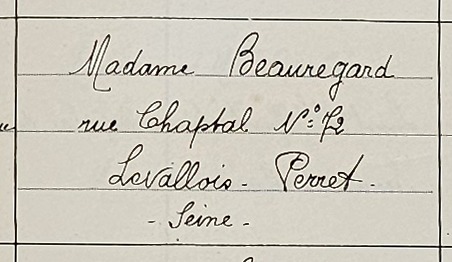 Madame Beauregard
rue Chaptal N:º 72
Levallois - Perret -
- Seine -